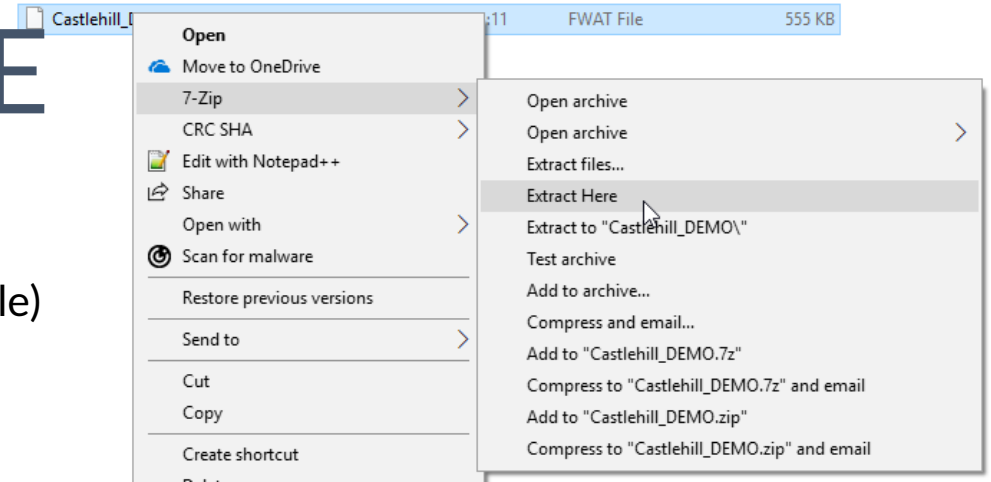 Castlehill_ :11 FWAT File 555 KB
E
le)
Open
Move to OneDrive
7-Zip
CRC SHA
Edit with Notepad++
Share
Open with
Scan for malware
Restore previous versions
Send to
Cut
Copy
Create shortcut
Open archive
Open archive
Extract files...
Extract Here
Extract to "Castlehill_DEMO\"
Test archive
Add to archive...
Compress and email...
Add to "Castlehill_DEMO.7z"
Compress to "Castlehill_DEMO.7z" and email
Add to "Castlehill_DEMO.zip"
Compress to "Castlehill_DEMO.zip" and email